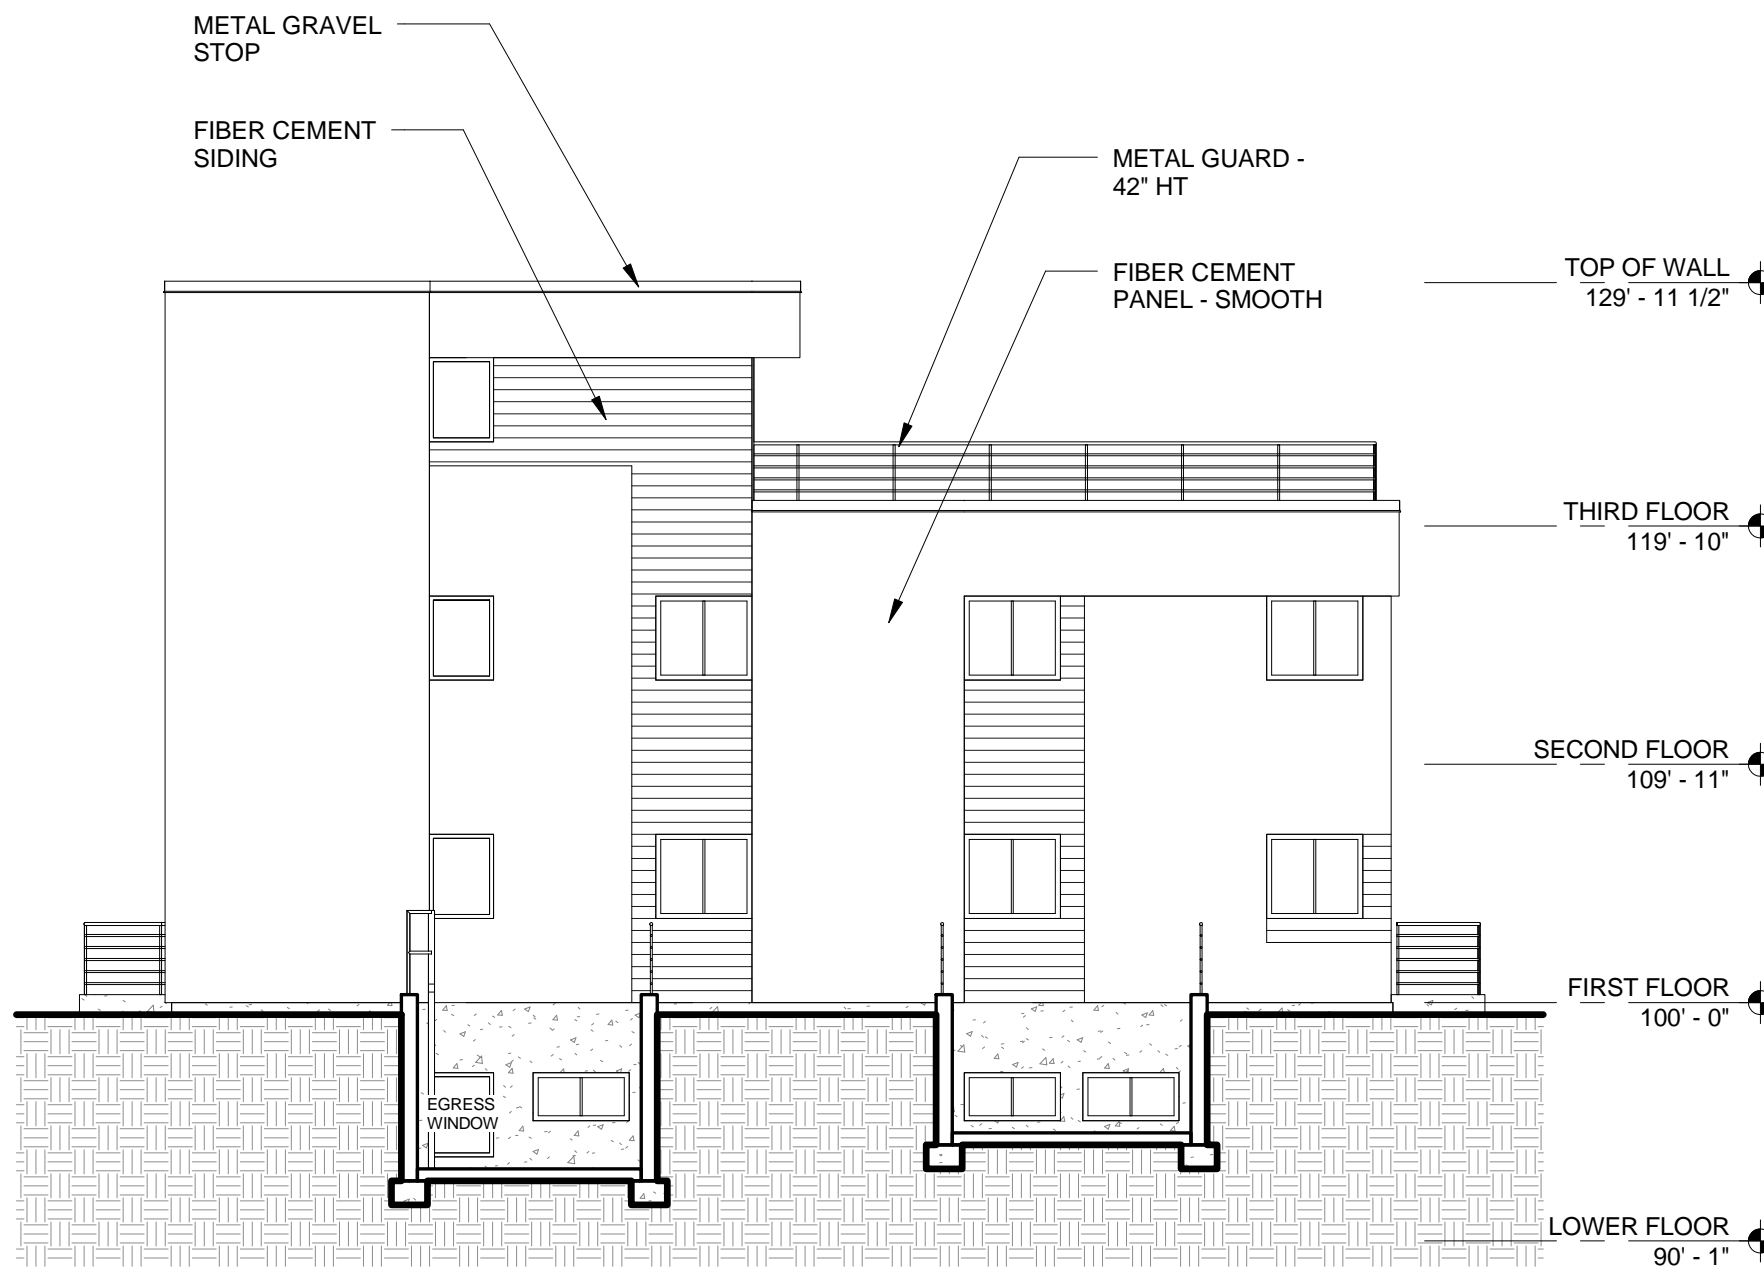 METAL GRAVEL
STOP
FIBER CEMENT
SIDING
METAL GUARD -
42" HT
FIBER CEMENT
PANEL - SMOOTH
TOP OF WALL
129' - 11 1/2"
THIRD FLOOR
119' - 10"
SECOND FLOOR
109' - 11"
FIRST FLOOR
100' - 0"
EGRESS
WINDOW
LOWER FLOOR
90' - 1"